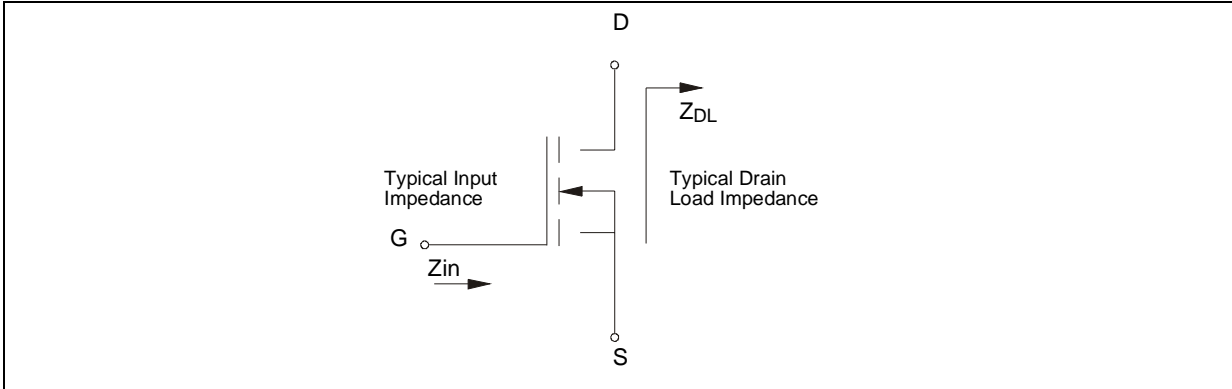 D
Z_DL
Typical Input
Impedance
Typical Drain
Load Impedance
G
Zin
S